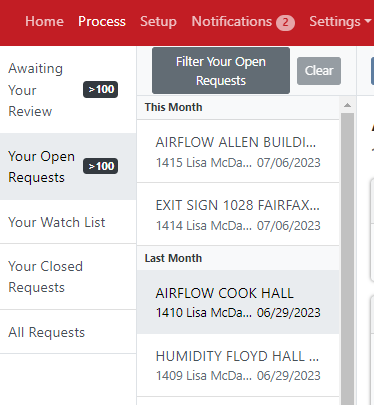 Home Process Setup Notifications 2 Settings
Awaiting
Your
Review
>100
Your Open
Requests
>100
Your Watch List
Your Closed
Requests
All Requests
Filter Your Open
Requests
Clear
This Month
AIRFLOW ALLEN BUILDI...
1415 Lisa McDa... 07/06/2023
EXIT SIGN 1028 FAIRFAX...
1414 Lisa McDa... 07/06/2023
Last Month
AIRFLOW COOK HALL
1410 Lisa McDa... 06/29/2023
HUMIDITY FLOYD HALL ...
1409 Lisa McDa... 06/29/2023